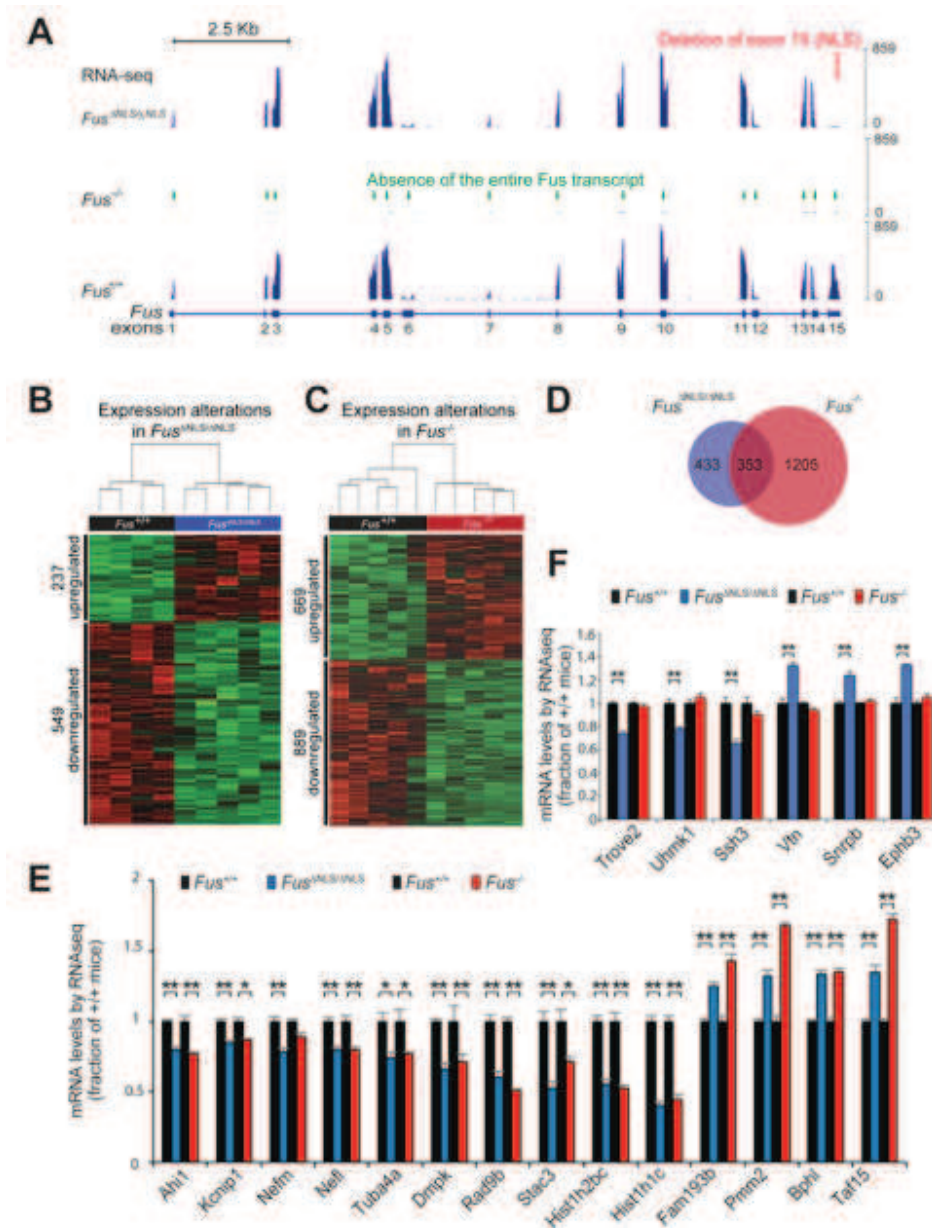 A
2.5 Kb
Deletion of exon 15 (NLS)
RNA-seq
859
Fus^ΔNLS/ΔNLS
0
859
Absence of the entire Fus transcript
Fus^-/-
0
859
Fus^+/+
0
Fus
exons 1 2 3 4 5 6 7 8 9 10 11 12 13 14 15
B
Expression alterations
in Fus^ΔNLS/ΔNLS
Fus^+/+ Fus^ΔNLS/ΔNLS
237
upregulated
549
downregulated
C
Expression alterations
in Fus^-/-
Fus^+/+ Fus^-/-
669
upregulated
889
downregulated
D
Fus^ΔNLS/ΔNLS Fus^-/-
433 353 1205
F
Fus^+/+ Fus^ΔNLS/ΔNLS Fus^+/+ Fus^-/-
mRNA levels by RNAseq
(fraction of +/+ mice)
1.6
1.4
1.2
1
0.8
0.6
0.4
0.2
0
** ** ** ** ** **
Trove2 Uhmk1 Ssh3 Vtn Snrpb Ephb3
E
Fus^+/+ Fus^ΔNLS/ΔNLS Fus^+/+ Fus^-/-
mRNA levels by RNAseq
(fraction of +/+ mice)
2
1.5
1
0.5
0
** ** ** * ** ** ** * * ** ** ** ** ** * ** ** ** ** ** ** ** ** ** ** ** **
Ahi1 Kcnip1 Nefm Nefl Tuba4a Dmpk Rad9b Stac3 Hist1h2bc Hist1h1c Fam193b Pmm2 Bphl Taf15